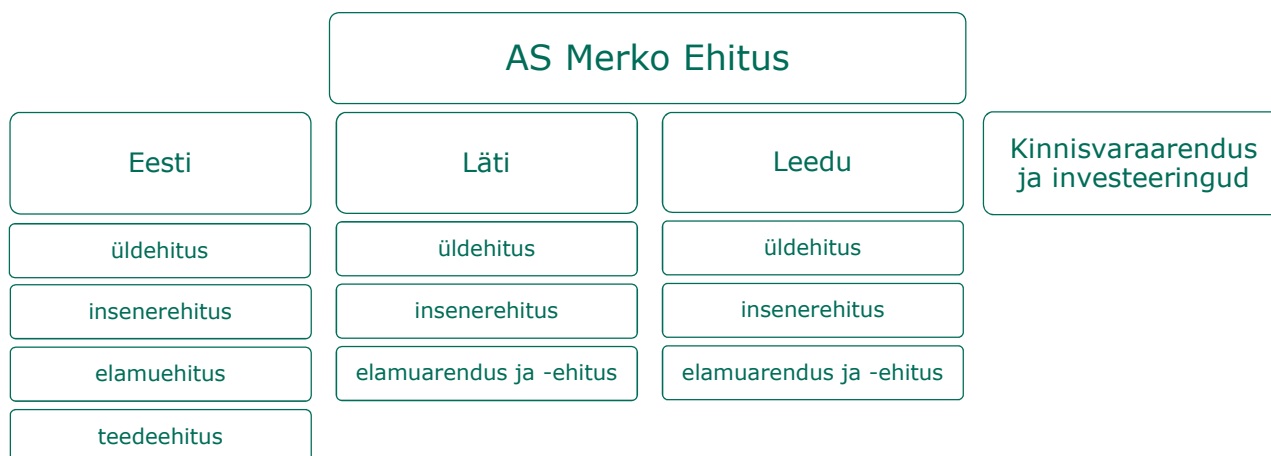 AS Merko Ehitus
Eesti
Läti
Leedu
Kinnisvaraarendus
ja investeeringud
üldehitus
üldehitus
üldehitus
insenerehitus
insenerehitus
insenerehitus
elamuehitus
elamuarendus ja -ehitus
elamuarendus ja -ehitus
teedeehitus